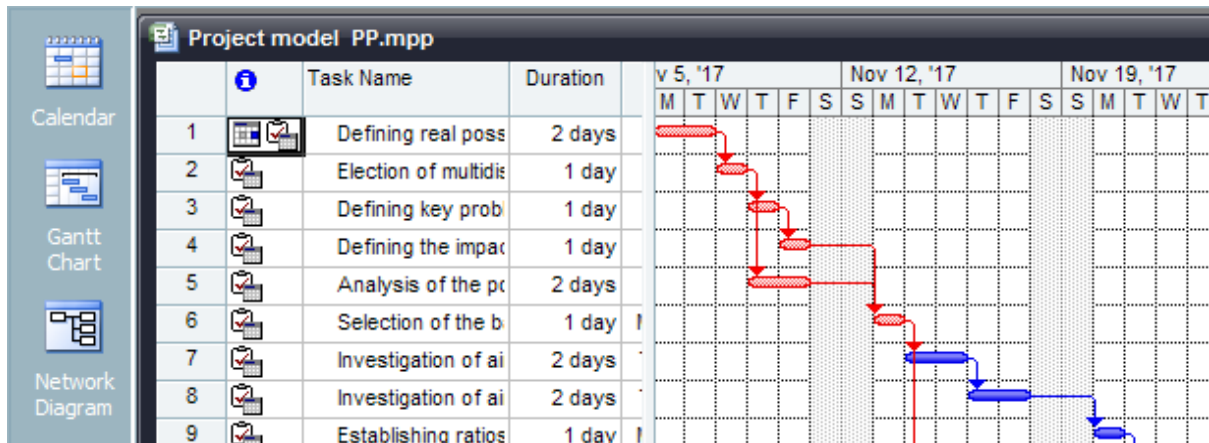 Project model PP.mpp
Calendar
Gantt
Chart
Network
Diagram
Task Name Duration v 5, '17 Nov 12, '17 Nov 19, '17
M T W T F S S M T W T F S S M T W T
1 Defining real poss 2 days
2 Election of multidis 1 day
3 Defining key prob 1 day
4 Defining the impac 1 day
5 Analysis of the po 2 days
6 Selection of the b 1 day
7 Investigation of ai 2 days
8 Investigation of ai 2 days
9 Establishing ratios 1 day